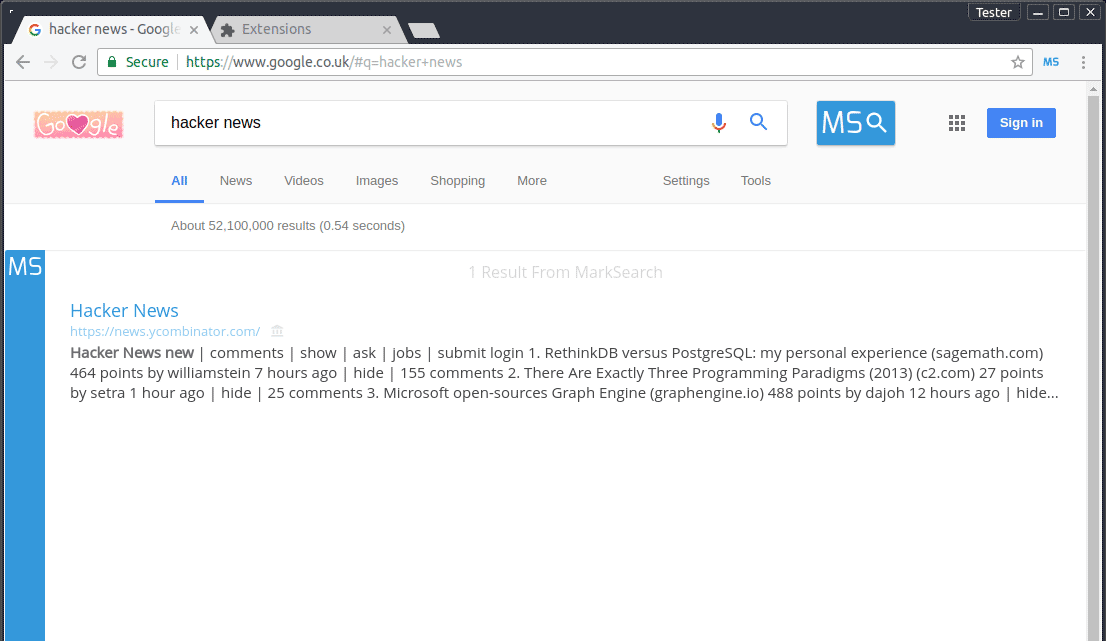 Tester
hacker news - Google
Extensions
Secure
https://www.google.co.uk/#q=hacker+news
MS
Google
hacker news
MS
Sign in
All News Videos Images Shopping More Settings Tools
About 52,100,000 results (0.54 seconds)
MS
1 Result From MarkSearch
Hacker News
https://news.ycombinator.com/
Hacker News new | comments | show | ask | jobs | submit login 1. RethinkDB versus PostgreSQL: my personal experience (sagemath.com)
464 points by williamstein 7 hours ago | hide | 155 comments 2. There Are Exactly Three Programming Paradigms (2013) (c2.com) 27 points
by setra 1 hour ago | hide | 25 comments 3. Microsoft open-sources Graph Engine (graphengine.io) 488 points by dajoh 12 hours ago | hide...